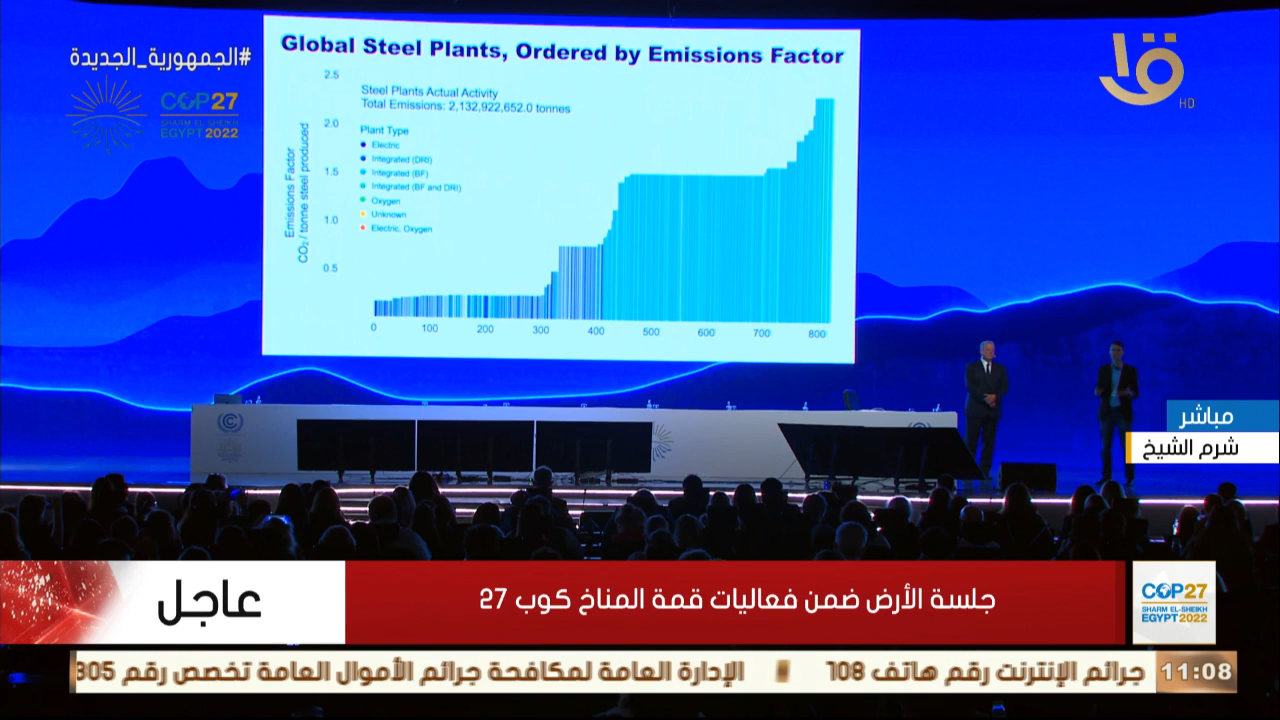 #الجمهورية_الجديدة
COP27
SHARM EL-SHEIKH
EGYPT 2022
Global Steel Plants, Ordered by Emissions Factor
Steel Plants Actual Activity
Total Emissions: 2,132,922,652.0 tonnes
Plant Type
Electric
Integrated (DRI)
Integrated (BF)
Integrated (BF and DRI)
Oxygen
Unknown
Electric, Oxygen
Emissions Factor
CO₂ / tonne steel produced
2.5
2.0
1.5
1.0
0.5
0 100 200 300 400 500 600 700 800
HD
مباشر
شرم الشيخ
عاجل
جلسة الأرض ضمن فعاليات قمة المناخ كوب 27
COP27
SHARM EL-SHEIKH
EGYPT 2022
11:08
جرائم الإنترنت رقم هاتف 108
الإدارة العامة لمكافحة جرائم الأموال العامة تخصص رقم